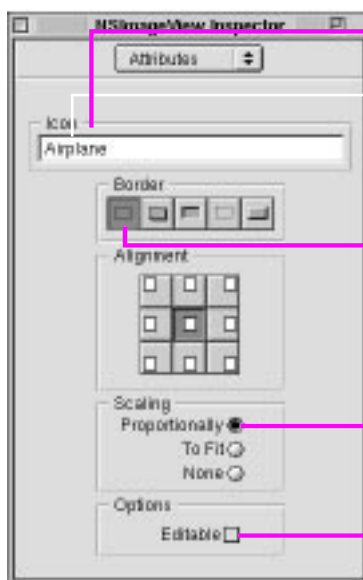 NSImageView Inspector
Attributes
Icon
Airplane
Border
Alignment
Scaling
Proportionally
To Fit
None
Options
Editable